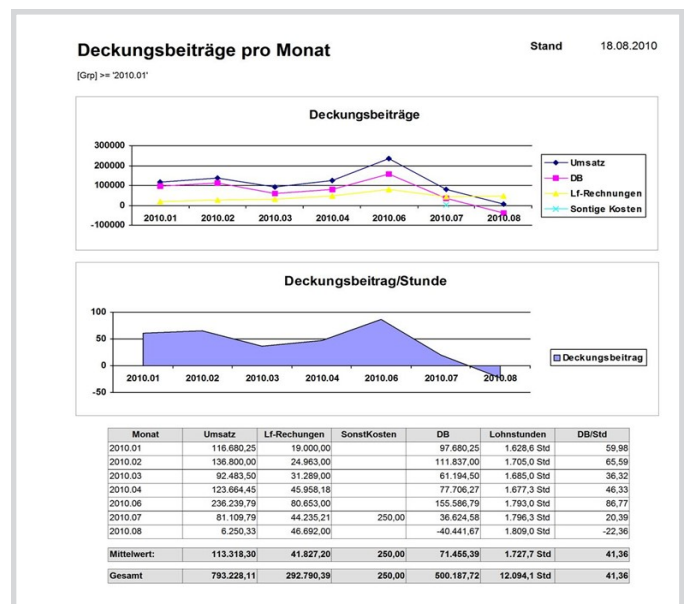 Deckungsbeiträge pro Monat Stand 18.08.2010
[Grp] >= '2010.01'
Deckungsbeiträge
300000
200000
100000
0
-100000
2010.01 2010.02 2010.03 2010.04 2010.06 2010.07 2010.08
Umsatz
DB
Lf-Rechnungen
Sontige Kosten
Deckungsbeitrag/Stunde
100
50
0
-50
2010.01 2010.02 2010.03 2010.04 2010.06 2010.07 2010.08
Deckungsbeitrag
Monat Umsatz Lf-Rechungen SonstKosten DB Lohnstunden DB/Std
2010.01 116.680,25 19.000,00 97.680,25 1.628,6 Std 59,98
2010.02 136.800,00 24.963,00 111.837,00 1.705,0 Std 65,59
2010.03 92.483,50 31.289,00 61.194,50 1.685,0 Std 36,32
2010.04 123.664,45 45.958,18 77.706,27 1.677,3 Std 46,33
2010.06 236.239,79 80.653,00 155.586,79 1.793,0 Std 86,77
2010.07 81.109,79 44.235,21 250,00 36.624,58 1.796,3 Std 20,39
2010.08 6.250,33 46.692,00 -40.441,67 1.809,0 Std -22,36
Mittelwert: 113.318,30 41.827,20 250,00 71.455,39 1.727,7 Std 41,36
Gesamt 793.228,11 292.790,39 250,00 500.187,72 12.094,1 Std 41,36